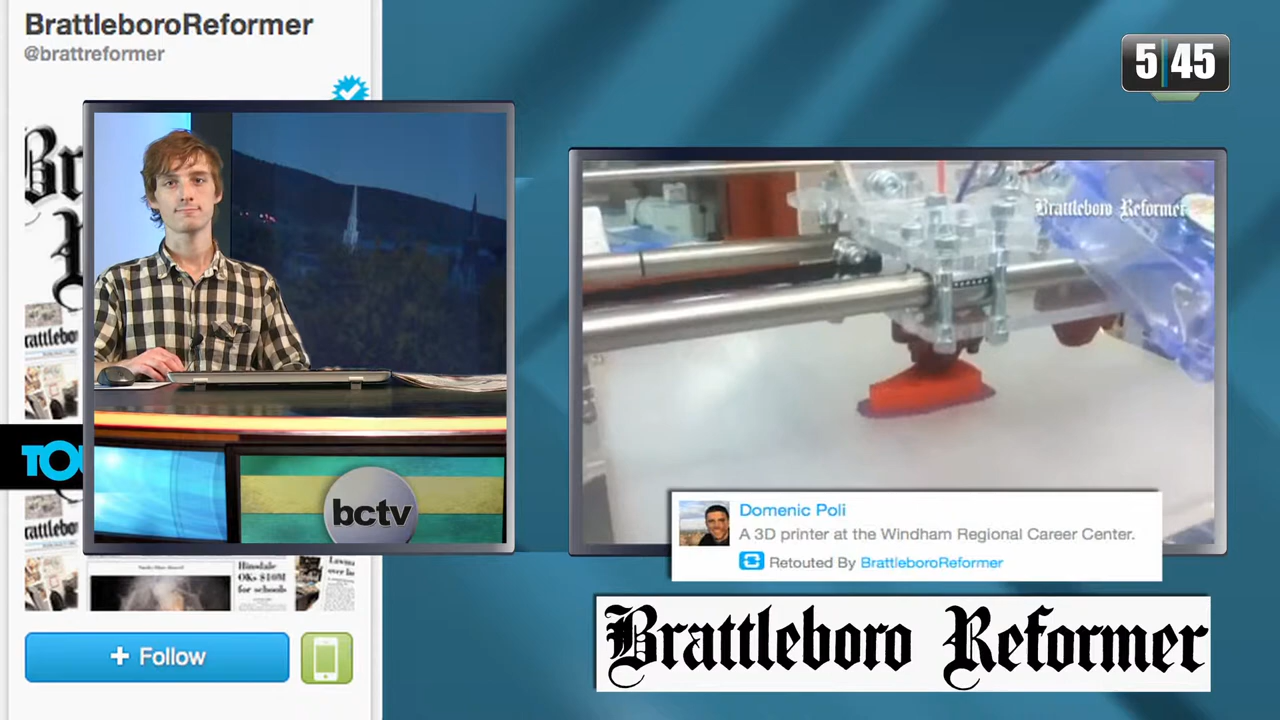 BrattleboroReformer
@brattreformer
5 45
Brattleboro Reformer
TO
bctv
Domenic Poli
A 3D printer at the Windham Regional Career Center.
Retouted By BrattleboroReformer
Hinsdale
OKs $10M
for schools
+ Follow
Brattleboro Reformer